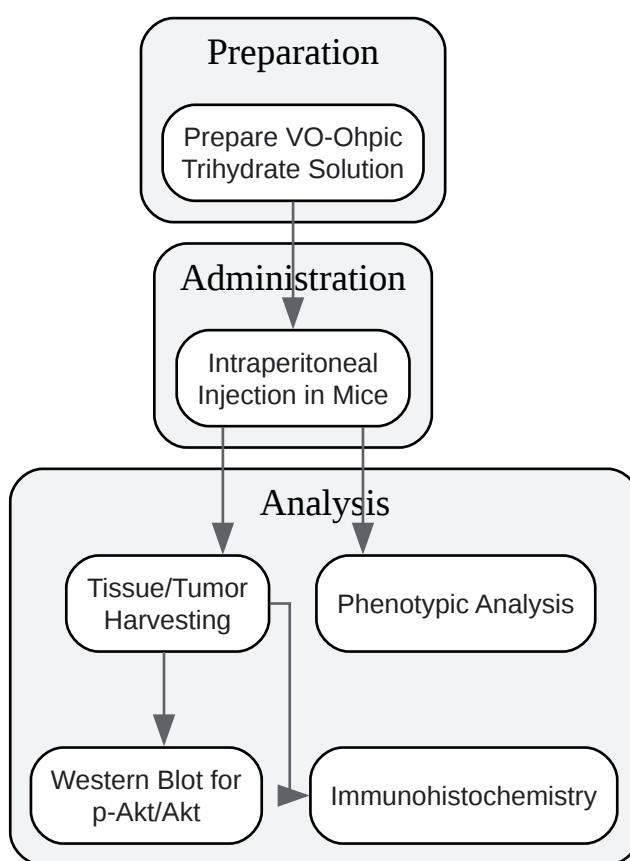 Preparation
Prepare VO-Ohpic
Trihydrate Solution
Administration
Intraperitoneal
Injection in Mice
Analysis
Tissue/Tumor
Harvesting
Phenotypic Analysis
Western Blot for
p-Akt/Akt
Immunohistochemistry